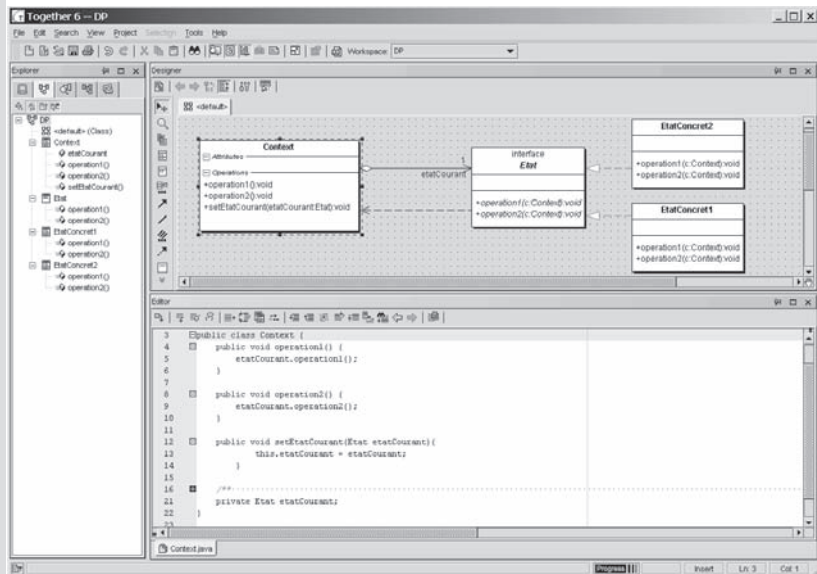 Together 6 -- DP
File Edit Search View Project Selection Tools Help
Workspace: DP
Explorer
DP
<default> (Class)
Context
etatCourant
operation1()
operation2()
setEtatCourant()
Etat
operation1()
operation2()
EtatConcret1
operation1()
operation2()
EtatConcret2
operation1()
operation2()
Designer
<default>
Context
Attributes
Operations
+operation1():void
+operation2():void
+setEtatCourant(etatCourant:Etat):void
1
etatCourant
interface
Etat
+operation1(c:Context):void
+operation2(c:Context):void
EtatConcret2
+operation1(c:Context):void
+operation2(c:Context):void
EtatConcret1
+operation1(c:Context):void
+operation2(c:Context):void
Editor
3 public class Context {
4 public void operation1() {
5 etatCourant.operation1();
6 }
7
8 public void operation2() {
9 etatCourant.operation2();
10 }
11
12 public void setEtatCourant(Etat etatCourant){
13 this.etatCourant = etatCourant;
14 }
15
16 /**
21 private Etat etatCourant;
22 }
23
Context.java
Progress Insert Ln: 3 Col: 1